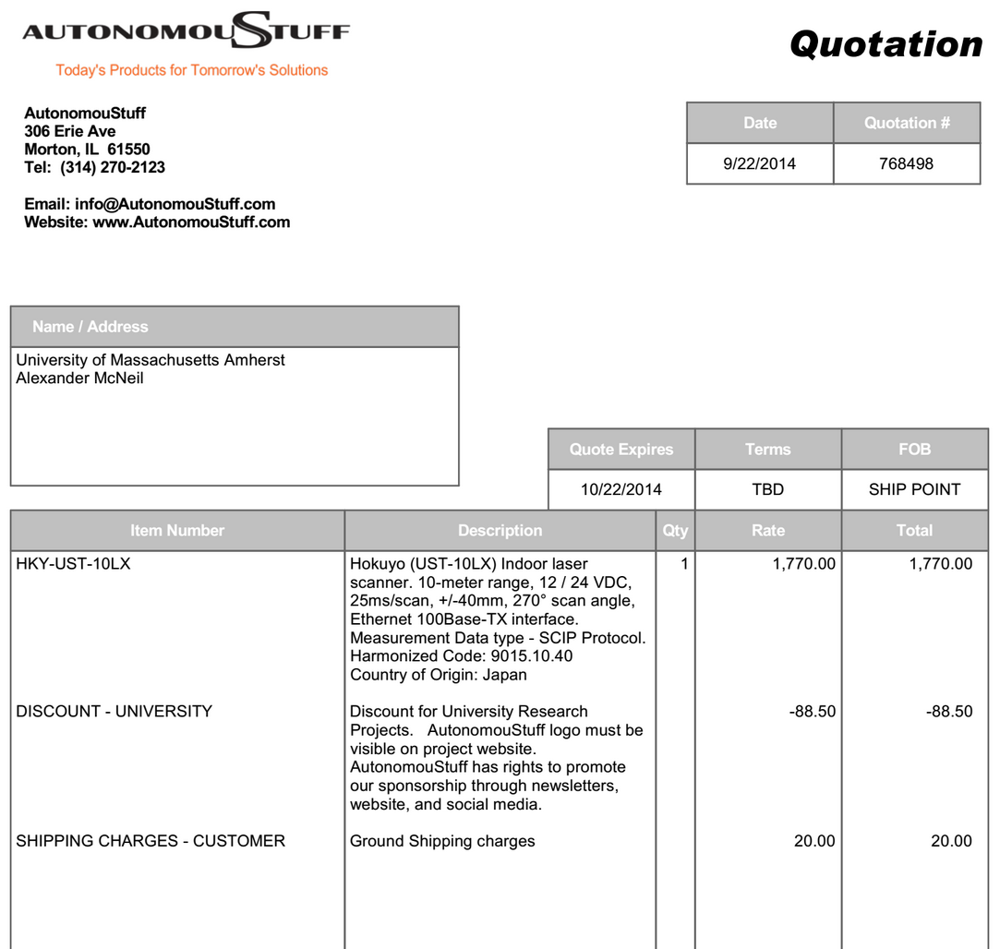 AUTONOMOUSTUFF
Today's Products for Tomorrow's Solutions
Quotation
AutonomouStuff
306 Erie Ave
Morton, IL  61550
Tel:  (314) 270-2123
Email: info@AutonomouStuff.com
Website: www.AutonomouStuff.com
Date Quotation #
9/22/2014 768498
Name / Address
University of Massachusetts Amherst
Alexander McNeil
Quote Expires Terms FOB
10/22/2014 TBD SHIP POINT
Item Number Description Qty Rate Total
HKY-UST-10LX Hokuyo (UST-10LX) Indoor laser 1 1,770.00 1,770.00
scanner. 10-meter range, 12 / 24 VDC,
25ms/scan, +/-40mm, 270° scan angle,
Ethernet 100Base-TX interface.
Measurement Data type - SCIP Protocol.
Harmonized Code: 9015.10.40
Country of Origin: Japan
DISCOUNT - UNIVERSITY Discount for University Research -88.50 -88.50
Projects.   AutonomouStuff logo must be
visible on project website.
AutonomouStuff has rights to promote
our sponsorship through newsletters,
website, and social media.
SHIPPING CHARGES - CUSTOMER Ground Shipping charges 20.00 20.00